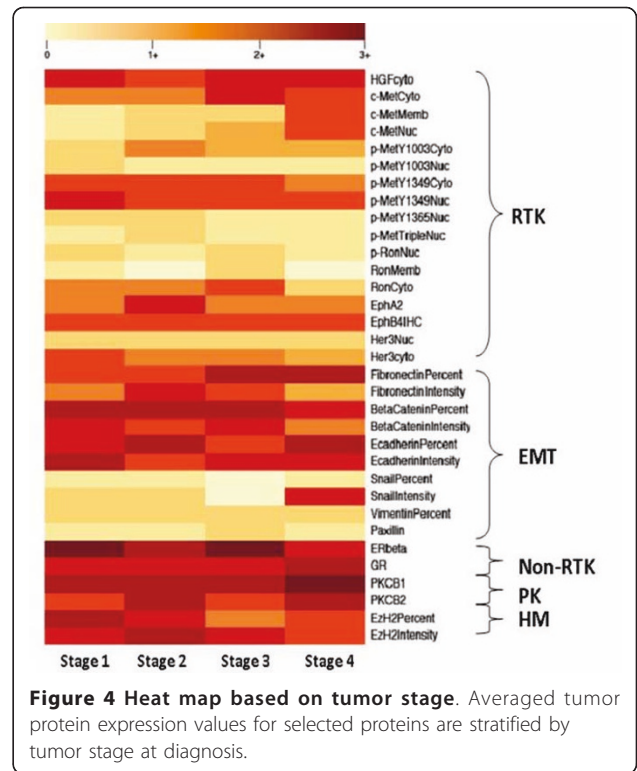 0 1+ 2+ 3+
HGFcyto
c-MetCyto
c-MetMemb
c-MetNuc
p-MetY1003Cyto
p-MetY1003Nuc
p-MetY1349Cyto
p-MetY1349Nuc
p-MetY1365Nuc
p-MetTripleNuc
p-RonNuc
RonMemb
RonCyto
EphA2
EphB4IHC
Her3Nuc
Her3cyto
RTK
FibronectinPercent
FibronectinIntensity
BetaCateninPercent
BetaCateninIntensity
EcadherinPercent
EcadherinIntensity
SnailPercent
SnailIntensity
VimentinPercent
Paxillin
EMT
ERbeta
GR
Non-RTK
PKCB1
PKCB2
PK
EzH2Percent
EzH2Intensity
HM
Stage 1 Stage 2 Stage 3 Stage 4
Figure 4 Heat map based on tumor stage. Averaged tumor
protein expression values for selected proteins are stratified by
tumor stage at diagnosis.